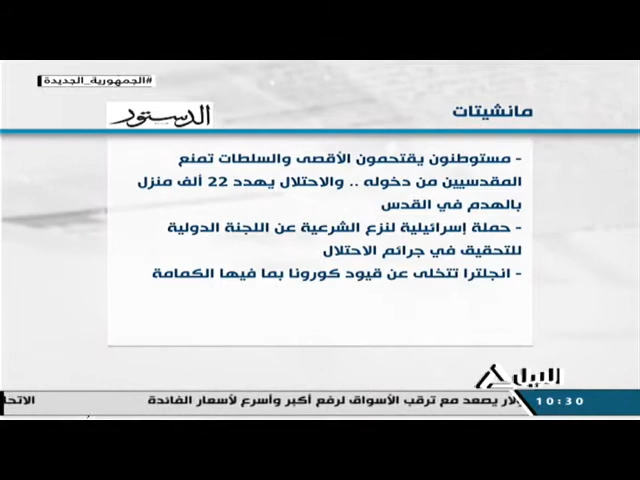 #الجمهورية_الجديدة
مانشيتات
الدستور
- مستوطنون يقتحمون الأقصى والسلطات تمنع
المقدسيين من دخوله .. والاحتلال يهدد 22 ألف منزل
بالهدم في القدس
- حملة إسرائيلية لنزع الشرعية عن اللجنة الدولية
للتحقيق في جرائم الاحتلال
- انجلترا تتخلى عن قيود كورونا بما فيها الكمامة
10:30
يصعد مع ترقب الأسواق لرفع أكبر وأسرع لأسعار الفائدة